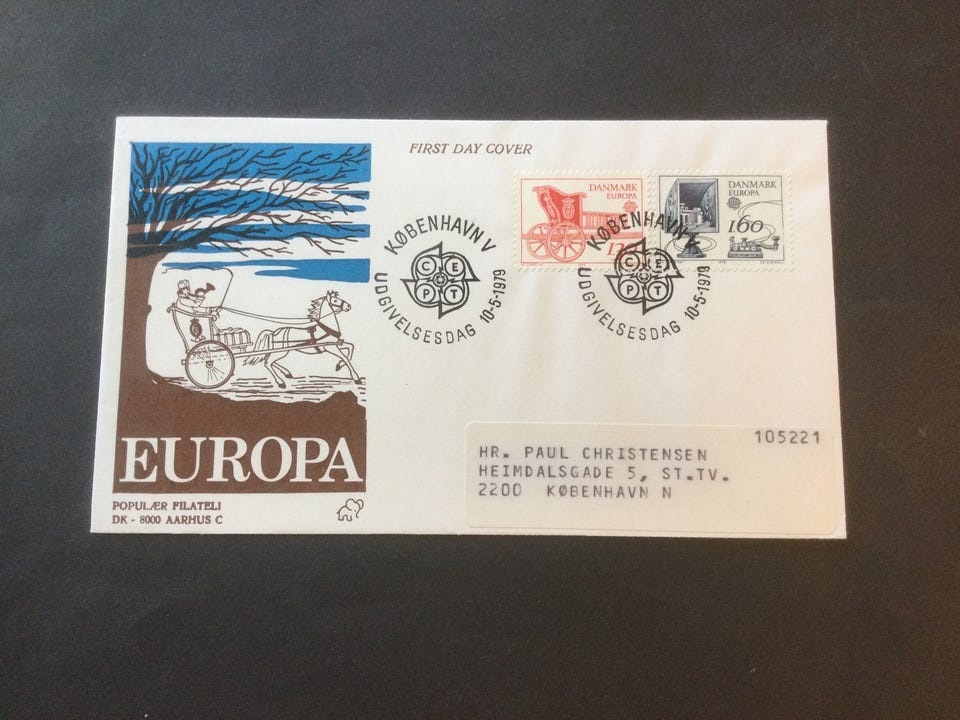 FIRST DAY COVER
DANMARK
EUROPA
DANMARK
EUROPA
160
KØBENHAVN V
CEPT
UDGIVELSESDAG 10-5-1979
KØBENHAVN V
CEPT
UDGIVELSESDAG 10-5-1979
EUROPA
POPULÆR FILATELI
DK - 8000 AARHUS C
105221
HR. PAUL CHRISTENSEN
HEIMDALSGADE 5, ST.TV.
2200 KØBENHAVN N